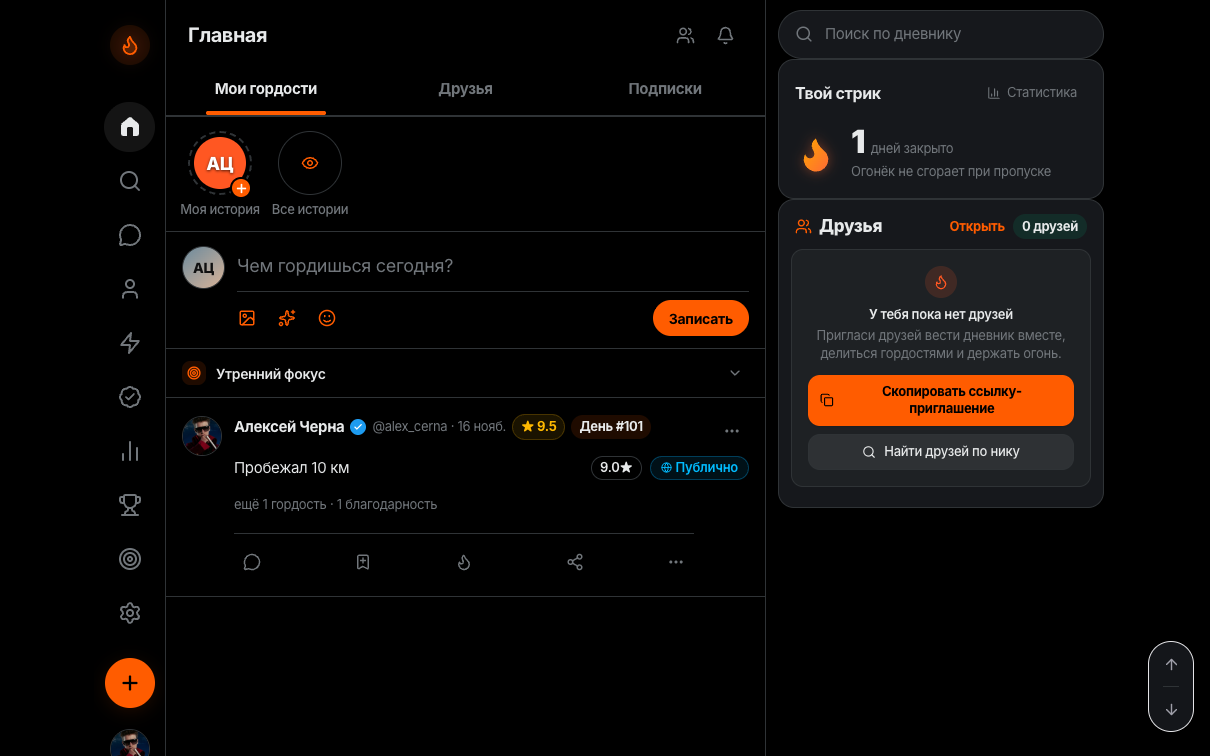 Главная
Мои гордости
Друзья
Подписки
АЦ
Моя история
Все истории
АЦ
Чем гордишься сегодня?
Записать
Утренний фокус
Алексей Черна @alex_cerna · 16 нояб. ★ 9.5 День #101
Пробежал 10 км
9.0★ Публично
ещё 1 гордость · 1 благодарность
Поиск по дневнику
Твой стрик
Статистика
1 дней закрыто
Огонёк не сгорает при пропуске
Друзья
Открыть
0 друзей
У тебя пока нет друзей
Пригласи друзей вести дневник вместе,
делиться гордостями и держать огонь.
Скопировать ссылку-
приглашение
Найти друзей по нику